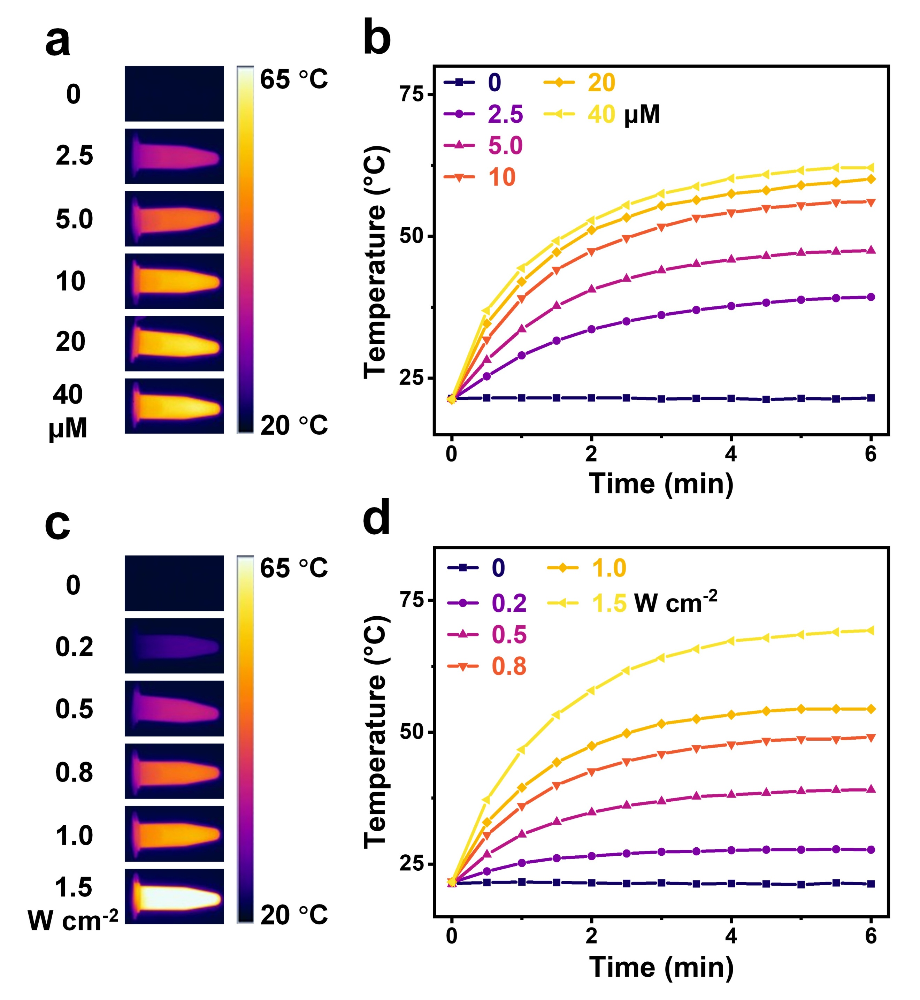 a
0
2.5
5.0
10
20
40
µM
65 °C
20 °C
b
Temperature (°C)
75
50
25
0
2.5
5.0
10
20
40 µM
0 2 4 6
Time (min)
c
0
0.2
0.5
0.8
1.0
1.5
W cm-2
65 °C
20 °C
d
Temperature (°C)
75
50
25
0
0.2
0.5
0.8
1.0
1.5 W cm-2
0 2 4 6
Time (min)